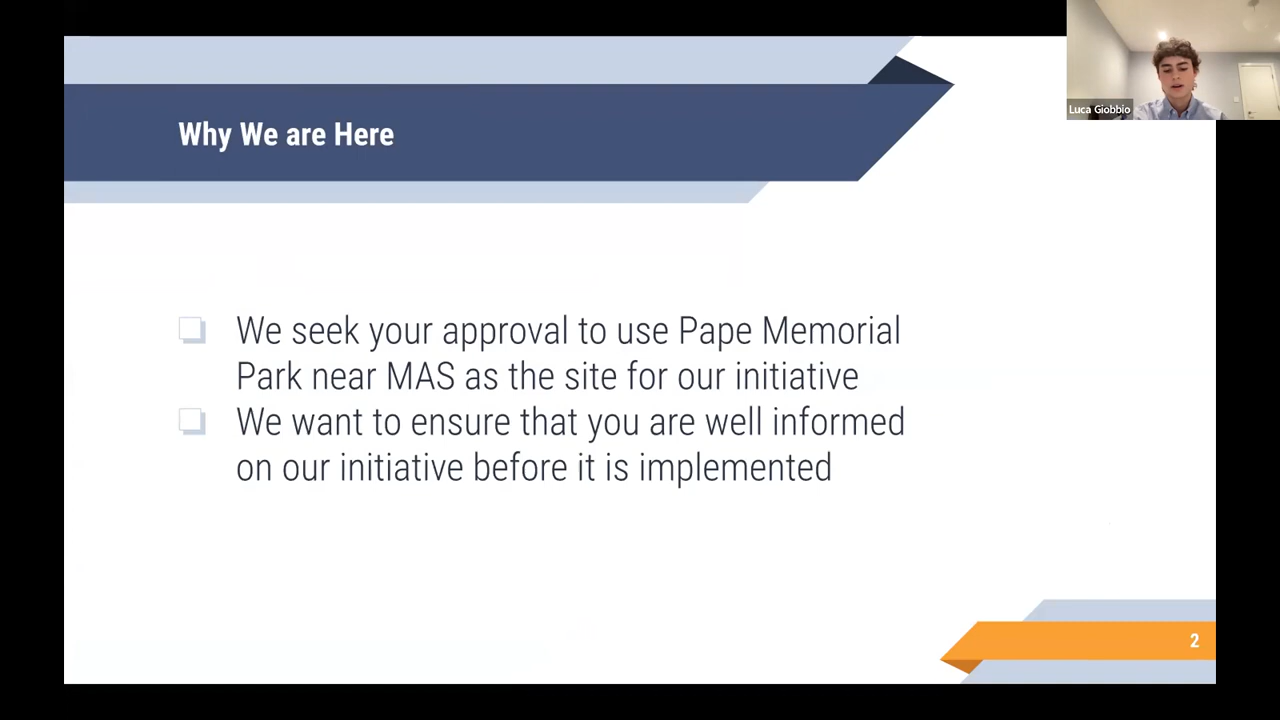 Luca Giobbio
Why We are Here
We seek your approval to use Pape Memorial
Park near MAS as the site for our initiative
We want to ensure that you are well informed
on our initiative before it is implemented
2